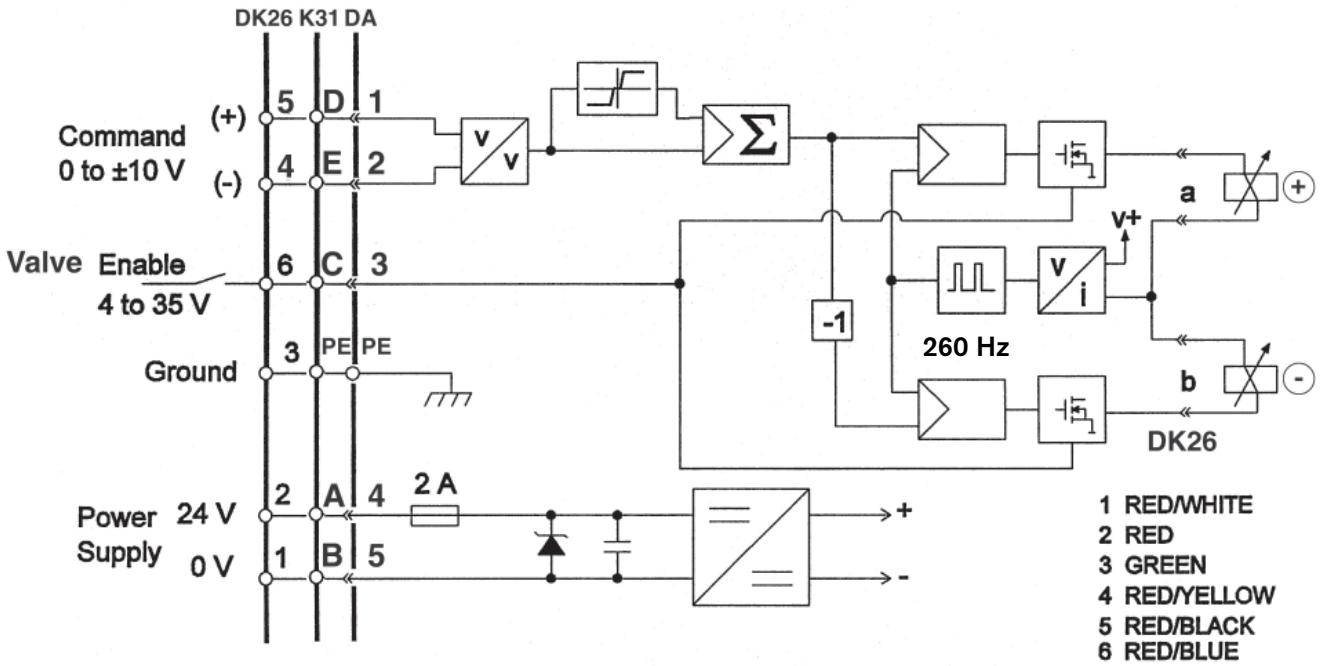 DK26 K31 DA
(+) 5 D 1
Command
0 to ±10 V
(-) 4 E 2
v
v
Σ
a
+
Valve Enable
4 to 35 V
6 C 3
v+
V
i
-1
260 Hz
Ground
3 PE PE
b
-
DK26
Power
Supply
24 V 2 A 4
2 A
+
0 V 1 B 5
-
1 RED/WHITE
2 RED
3 GREEN
4 RED/YELLOW
5 RED/BLACK
6 RED/BLUE